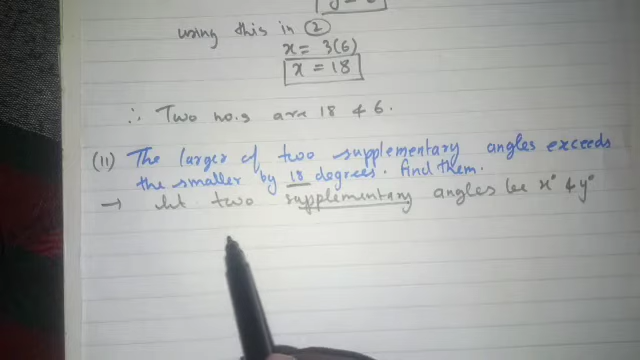 using this in ②
x = 3(6)
x = 18
∴ Two no.s are 18 & 6.
(11) The larger of two supplementary angles exceeds
the smaller by 18 degrees. find them.
→ let two supplementary angles be x° & y°